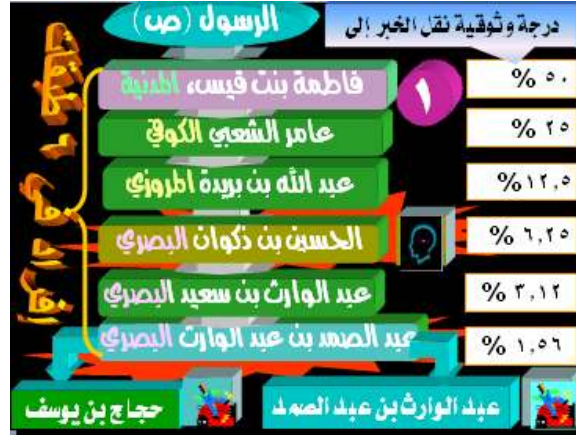 الرسول (ص)
درجة وثوقية نقل الخبر إلى
١
فاطمة بنت قيس، المدنية
٥٠ %
عامر الشعبي الكوفي
٢٥ %
عبد الله بن بريدة المروزي
١٢,٥ %
الحسين بن ذكوان البصري
٦,٢٥ %
عبد الوارث بن سعيد البصري
٣,١٢ %
عبد الصمد بن عبد الوارث البصري
١,٥٦ %
عبد الوارث بن عبد الصمد
حجاج بن يوسف